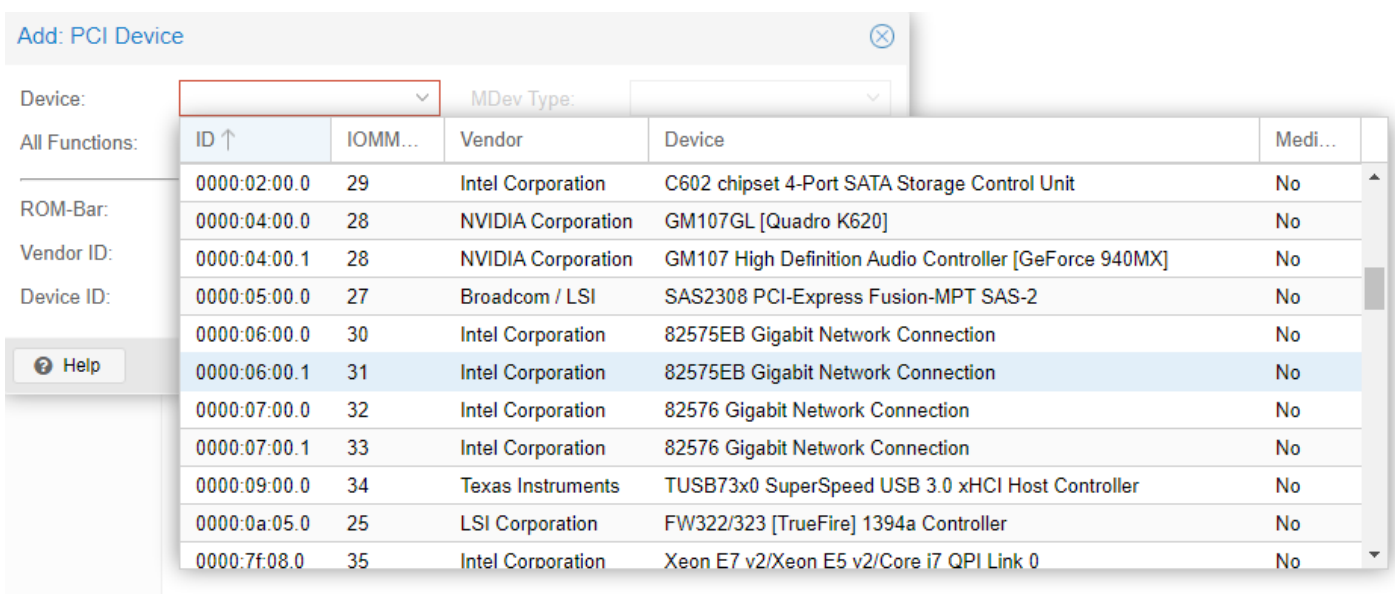 Add: PCI Device
Device: MDev Type:
All Functions:
ROM-Bar:
Vendor ID:
Device ID:
Help
ID IOMM... Vendor Device Medi...
0000:02:00.0 29 Intel Corporation C602 chipset 4-Port SATA Storage Control Unit No
0000:04:00.0 28 NVIDIA Corporation GM107GL [Quadro K620] No
0000:04:00.1 28 NVIDIA Corporation GM107 High Definition Audio Controller [GeForce 940MX] No
0000:05:00.0 27 Broadcom / LSI SAS2308 PCI-Express Fusion-MPT SAS-2 No
0000:06:00.0 30 Intel Corporation 82575EB Gigabit Network Connection No
0000:06:00.1 31 Intel Corporation 82575EB Gigabit Network Connection No
0000:07:00.0 32 Intel Corporation 82576 Gigabit Network Connection No
0000:07:00.1 33 Intel Corporation 82576 Gigabit Network Connection No
0000:09:00.0 34 Texas Instruments TUSB73x0 SuperSpeed USB 3.0 xHCI Host Controller No
0000:0a:05.0 25 LSI Corporation FW322/323 [TrueFire] 1394a Controller No
0000:7f:08.0 35 Intel Corporation Xeon E7 v2/Xeon E5 v2/Core i7 QPI Link 0 No